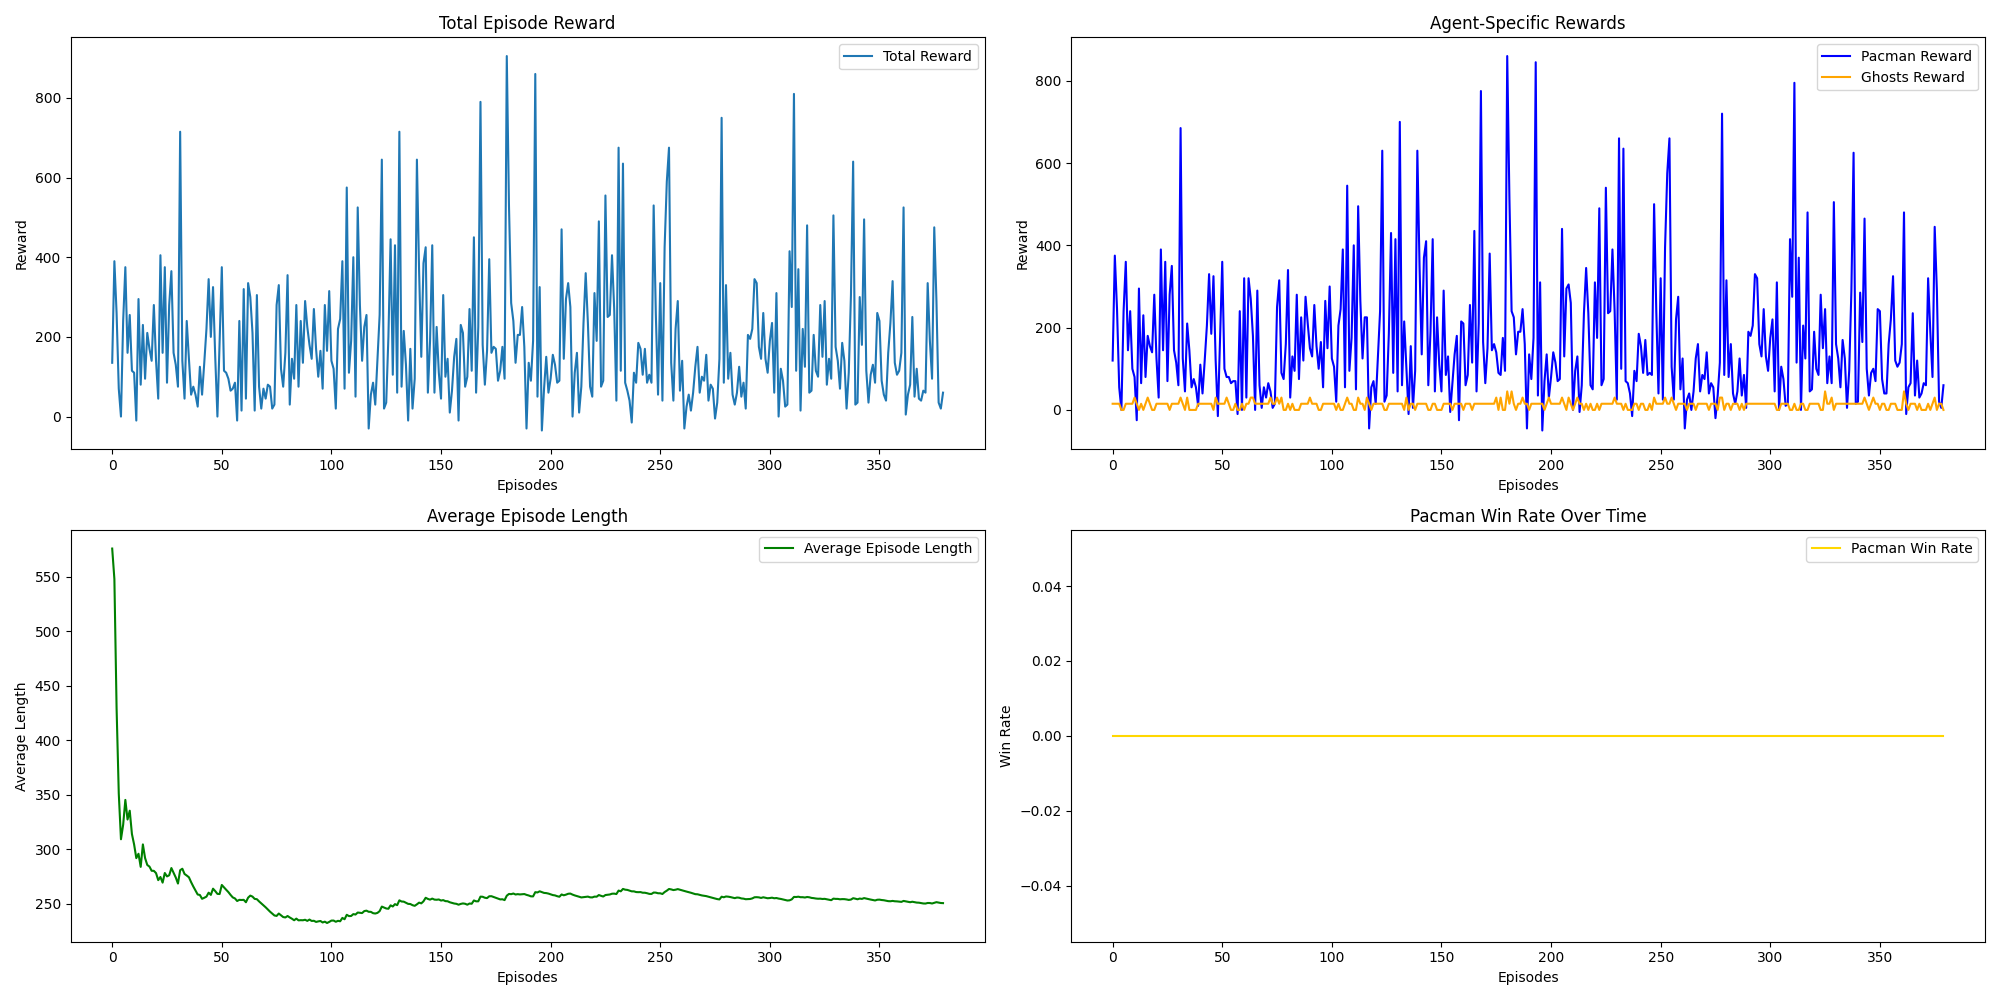 Total Episode Reward
Total Reward
800
600
400
200
0
Reward
0 50 100 150 200 250 300 350
Episodes
Agent-Specific Rewards
Pacman Reward
Ghosts Reward
800
600
400
200
0
Reward
0 50 100 150 200 250 300 350
Episodes
Average Episode Length
Average Episode Length
550
500
450
400
350
300
250
Average Length
0 50 100 150 200 250 300 350
Episodes
Pacman Win Rate Over Time
Pacman Win Rate
0.04
0.02
0.00
−0.02
−0.04
Win Rate
0 50 100 150 200 250 300 350
Episodes